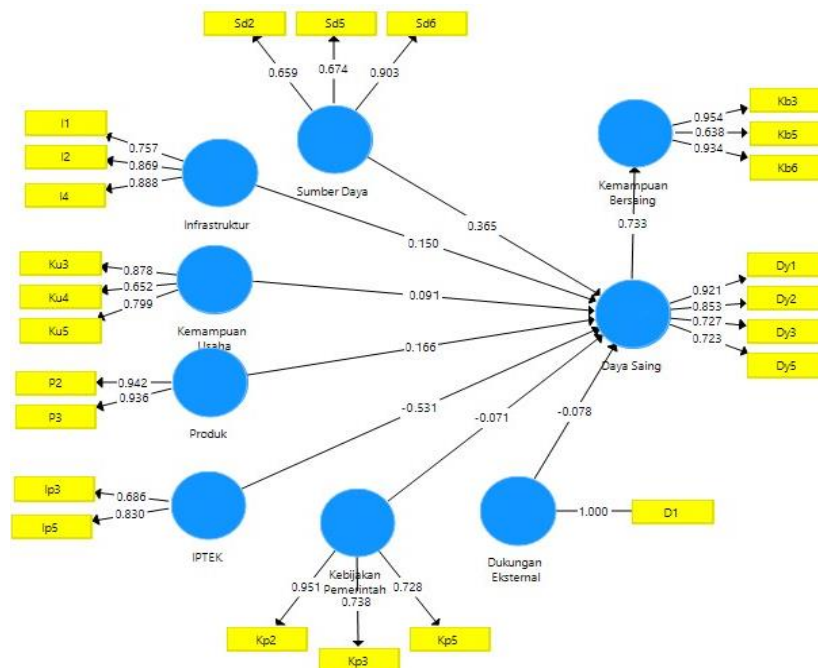 Sd2
Sd5
Sd6
0.659
0.674
0.903
Sumber Daya
I1
I2
I4
0.757
0.869
0.888
Infrastruktur
Kb3
Kb5
Kb6
0.954
0.638
0.934
Kemampuan
Bersaing
0.365
0.150
0.733
Ku3
Ku4
Ku5
0.878
0.652
0.799
Kemampuan
Usaha
0.091
Dy1
Dy2
Dy3
Dy5
0.921
0.853
0.727
0.723
Daya Saing
P2
P3
0.942
0.936
Produk
0.166
-0.531
-0.071
-0.078
Ip3
Ip5
0.686
0.830
IPTEK
Kebijakan
Pemerintah
0.951
0.738
0.728
Kp2
Kp3
Kp5
Dukungan
Eksternal
1.000
D1